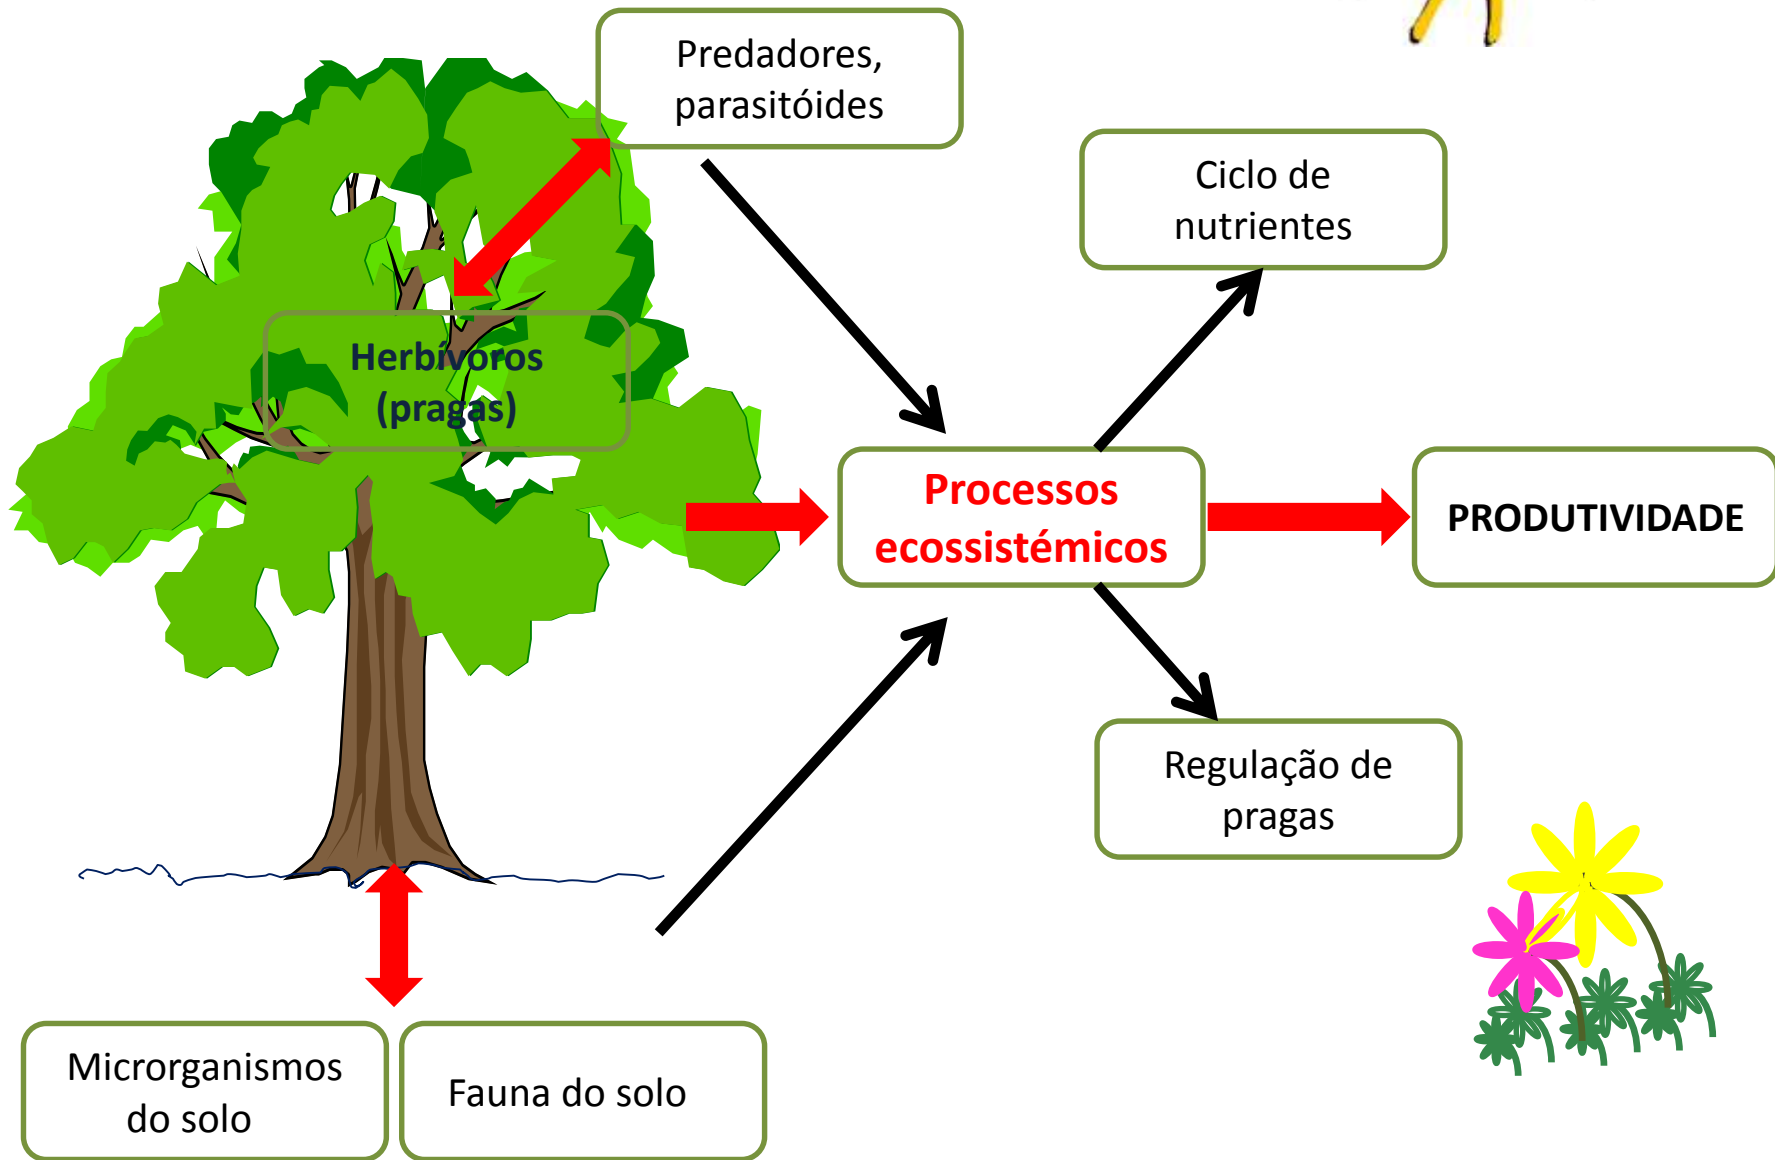 Predadores,
parasitóides
Ciclo de
nutrientes
Herbívoros
(pragas)
Processos
ecossistémicos
PRODUTIVIDADE
Regulação de
pragas
Microrganismos
do solo
Fauna do solo